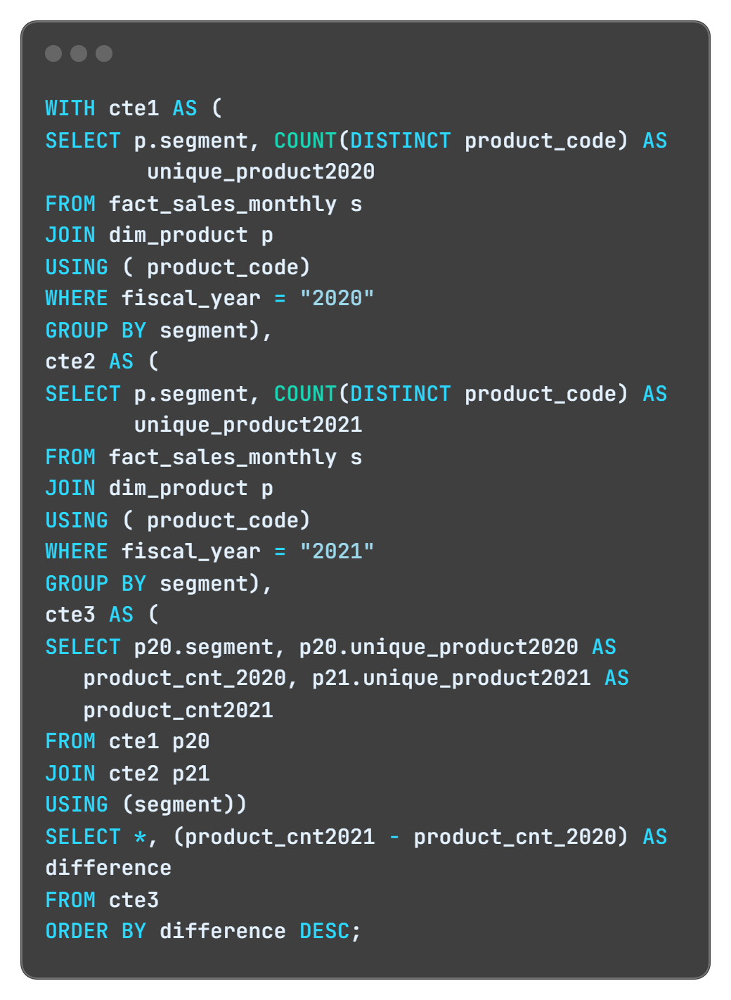 WITH cte1 AS (
SELECT p.segment, COUNT(DISTINCT product_code) AS
unique_product2020
FROM fact_sales_monthly s
JOIN dim_product p
USING ( product_code)
WHERE fiscal_year = "2020"
GROUP BY segment),
cte2 AS (
SELECT p.segment, COUNT(DISTINCT product_code) AS
unique_product2021
FROM fact_sales_monthly s
JOIN dim_product p
USING ( product_code)
WHERE fiscal_year = "2021"
GROUP BY segment),
cte3 AS (
SELECT p20.segment, p20.unique_product2020 AS
product_cnt_2020, p21.unique_product2021 AS
product_cnt2021
FROM cte1 p20
JOIN cte2 p21
USING (segment))
SELECT *, (product_cnt2021 - product_cnt_2020) AS
difference
FROM cte3
ORDER BY difference DESC;